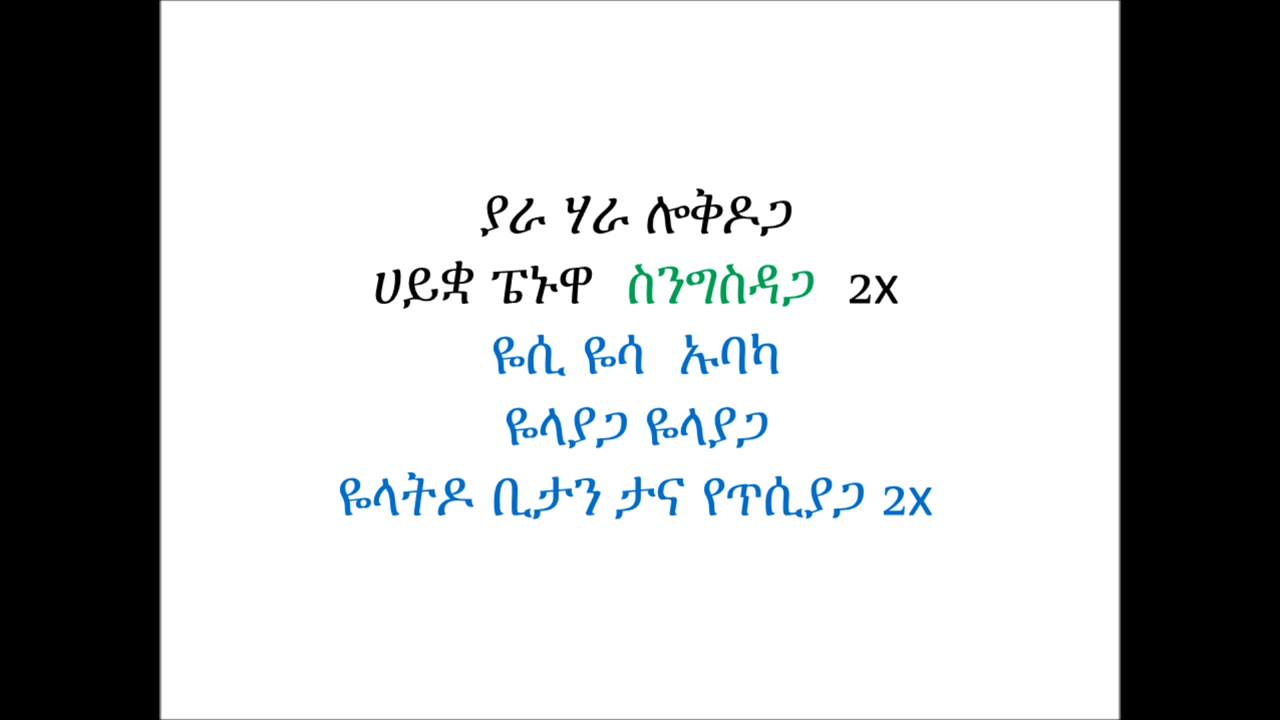 ያራ ሃራ ሎቅዶጋ
ሀይቋ ፔኑዋ ስንግስዳጋ 2x
ዬሲ ዬሳ ኡባካ
ዬላያጋ ዬላያጋ
ዬላትዶ ቢታን ታና የጥሲያጋ 2x